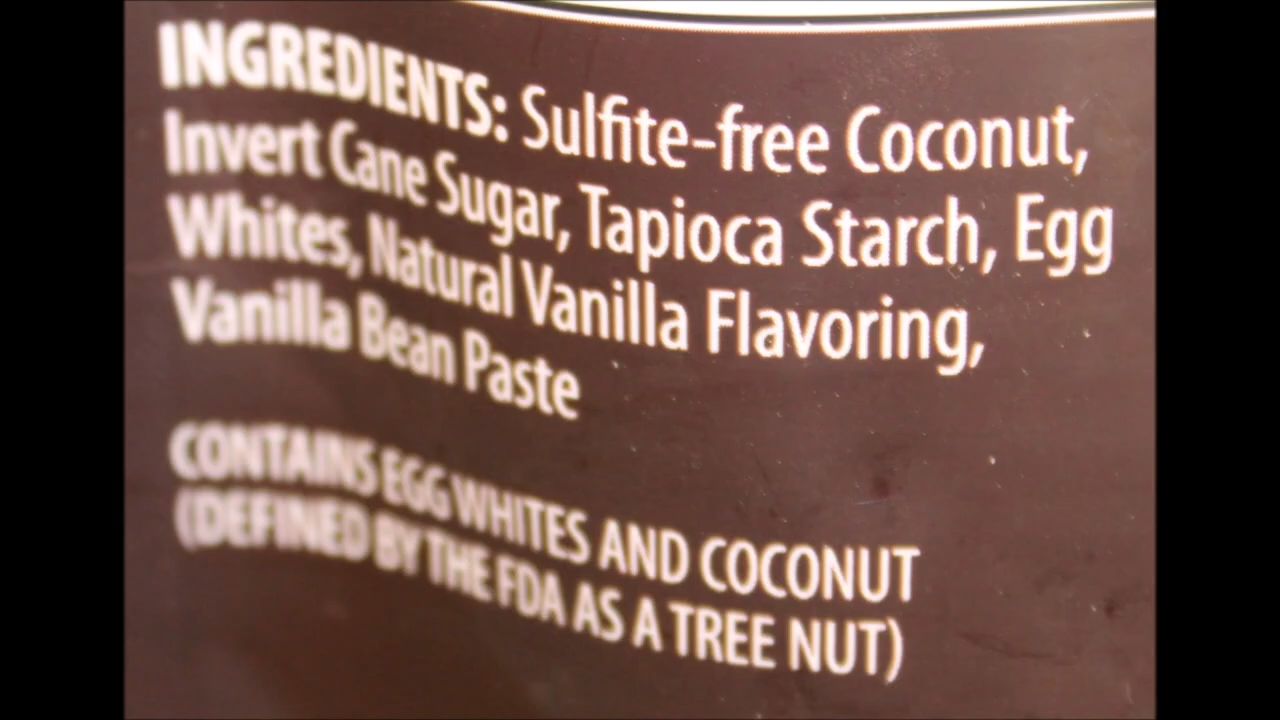 INGREDIENTS: Sulfite-free Coconut,
Invert Cane Sugar, Tapioca Starch, Egg
Whites, Natural Vanilla Flavoring,
Vanilla Bean Paste
CONTAINS EGG WHITES AND COCONUT
(DEFINED BY THE FDA AS A TREE NUT)